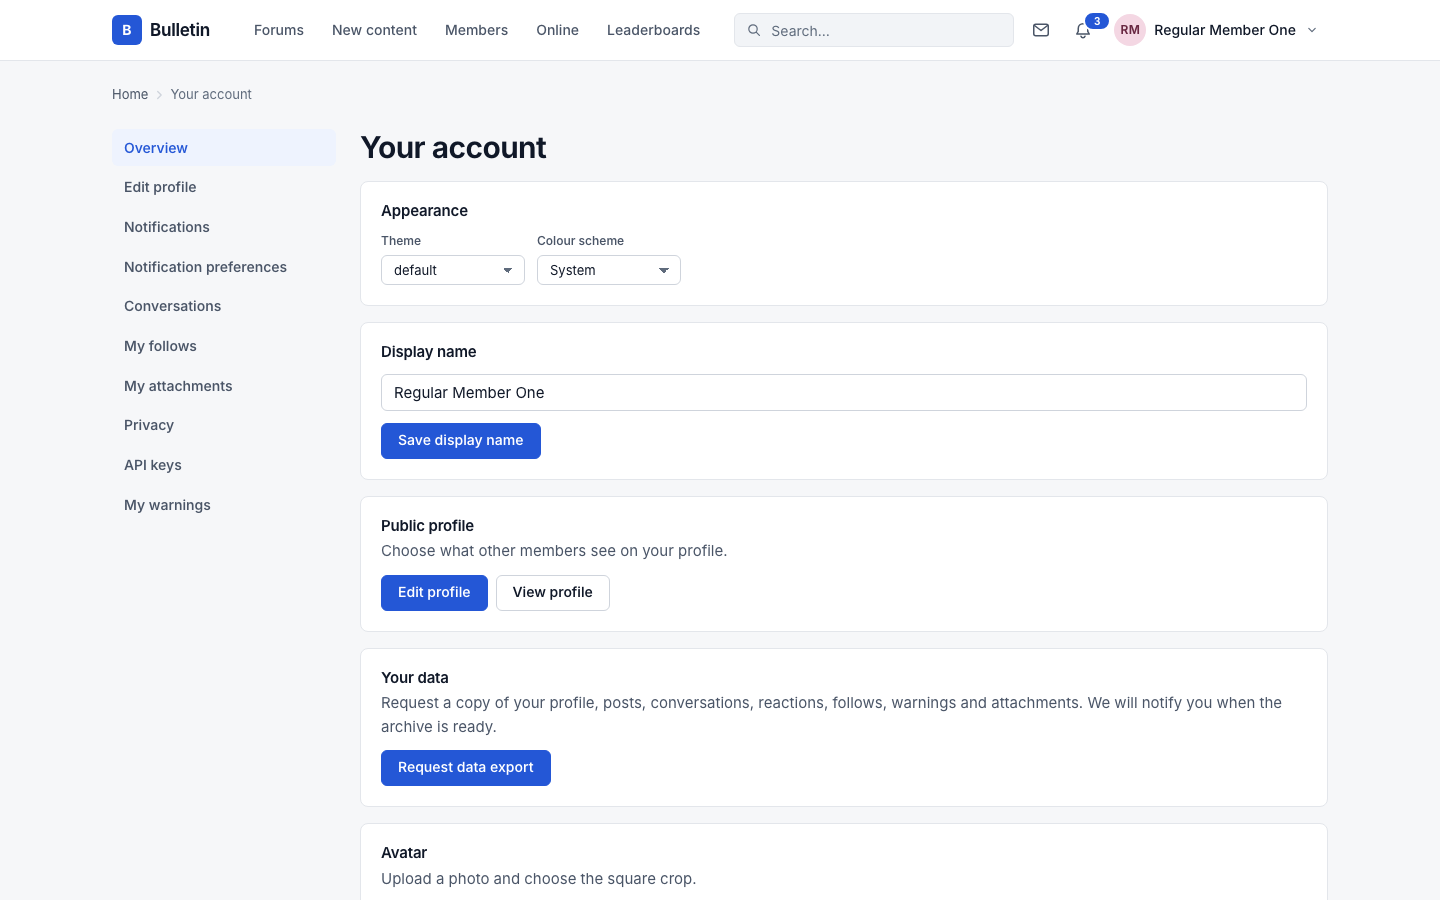 B Bulletin Forums New content Members Online Leaderboards Search... 3 RM Regular Member One
Home Your account
Overview
Edit profile
Notifications
Notification preferences
Conversations
My follows
My attachments
Privacy
API keys
My warnings
Your account
Appearance
Theme Colour scheme
default System
Display name
Regular Member One
Save display name
Public profile
Choose what other members see on your profile.
Edit profile View profile
Your data
Request a copy of your profile, posts, conversations, reactions, follows, warnings and attachments. We will notify you when the
archive is ready.
Request data export
Avatar
Upload a photo and choose the square crop.